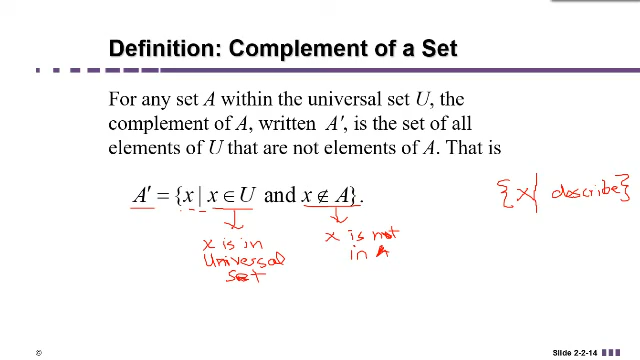 Definition: Complement of a Set
For any set A within the universal set U, the
complement of A, written A′, is the set of all
elements of U that are not elements of A. That is
A′ = {x | x ∈ U and x ∉ A}.
{x| describe}
x is in
Universal
set
x is not
in A
©
Slide 2-2-14